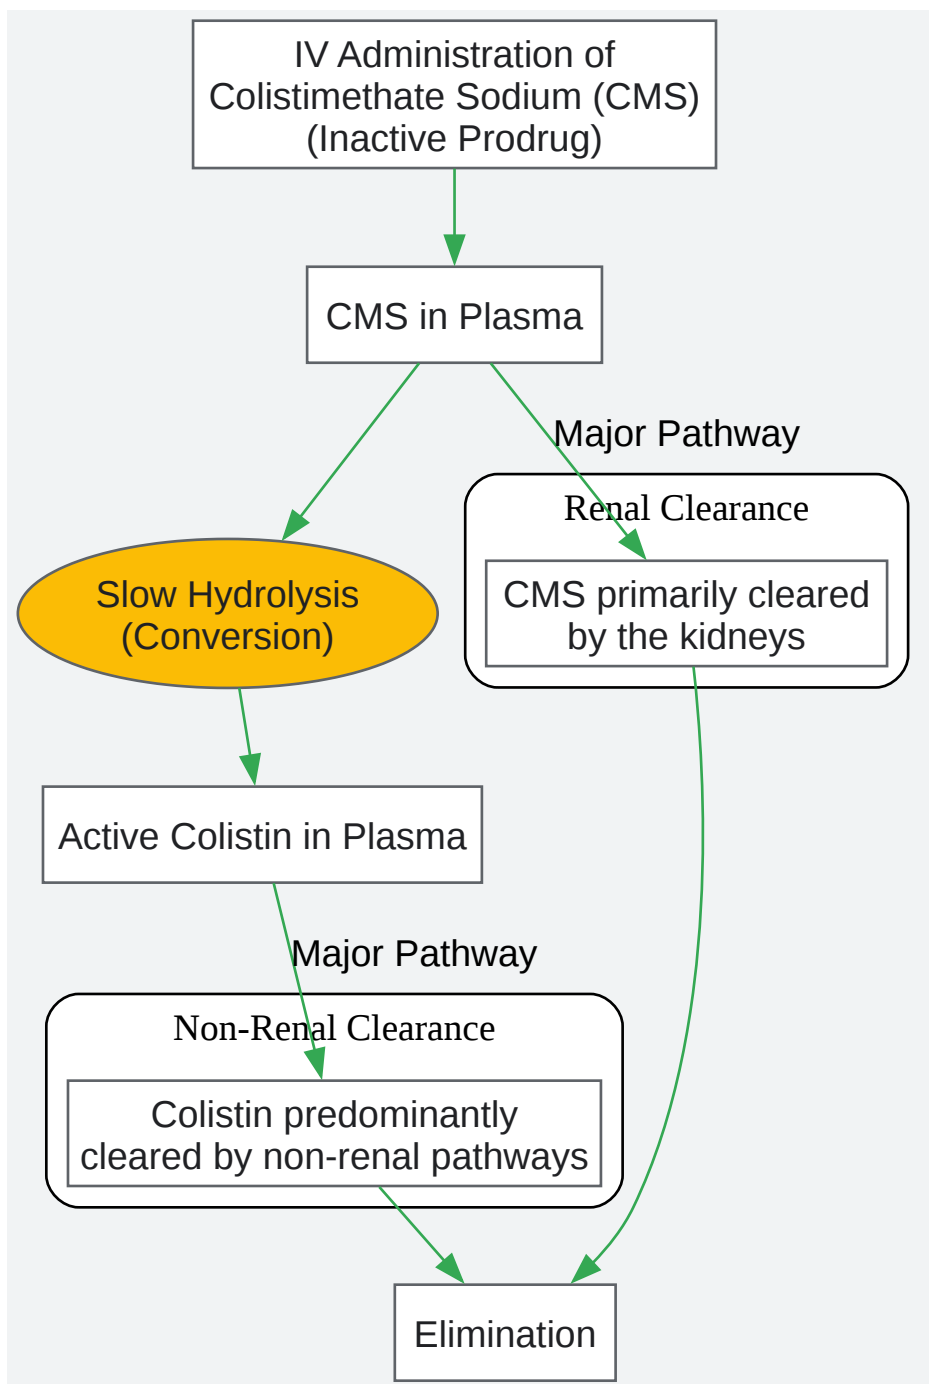 IV Administration of
Colistimethate Sodium (CMS)
(Inactive Prodrug)
CMS in Plasma
Major Pathway
Renal Clearance
CMS primarily cleared
by the kidneys
Slow Hydrolysis
(Conversion)
Active Colistin in Plasma
Major Pathway
Non-Renal Clearance
Colistin predominantly
cleared by non-renal pathways
Elimination